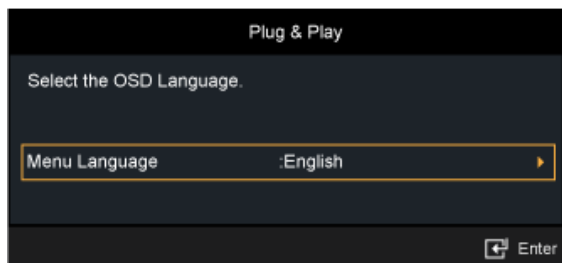 Plug & Play
Select the OSD Language.
Menu Language :English
Enter